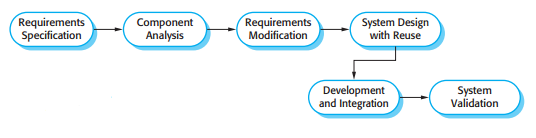 Requirements
Specification
Component
Analysis
Requirements
Modification
System Design
with Reuse
Development
and Integration
System
Validation